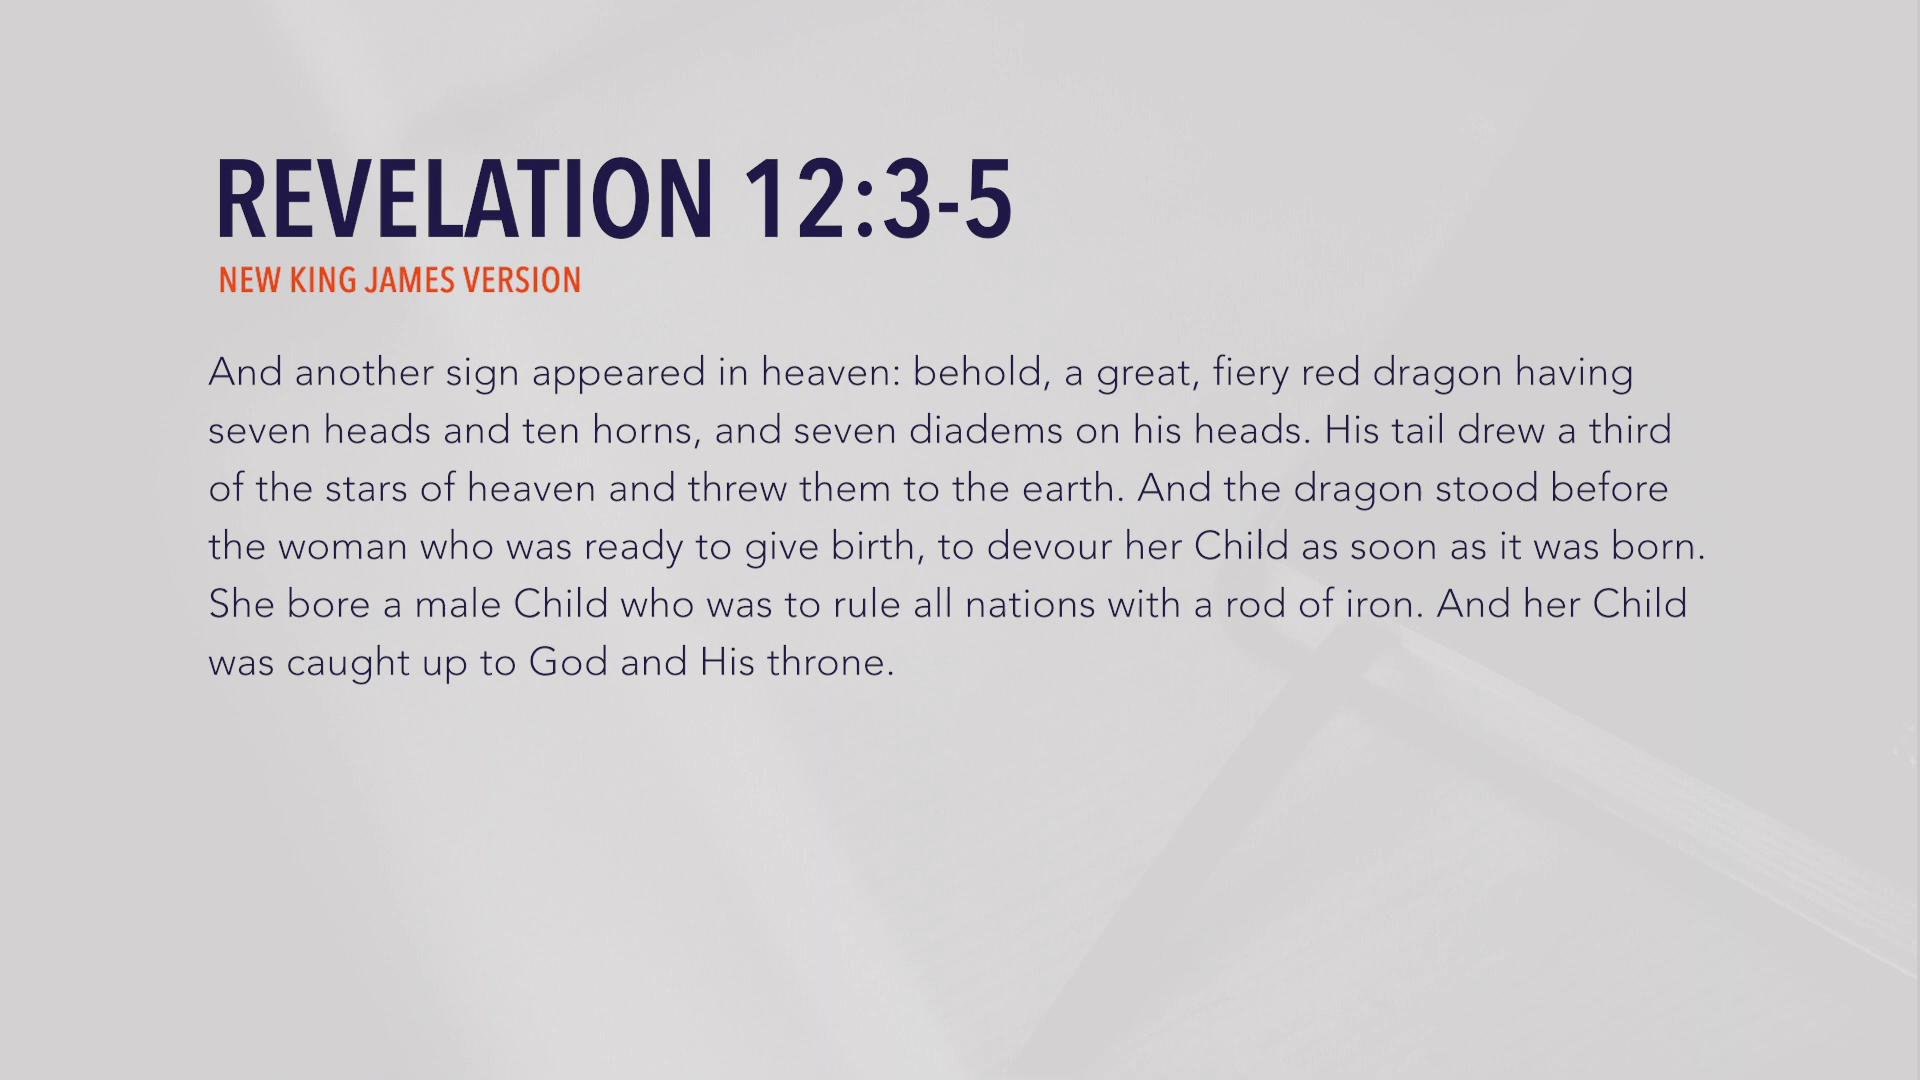 REVELATION 12:3-5
NEW KING JAMES VERSION
And another sign appeared in heaven: behold, a great, fiery red dragon having
seven heads and ten horns, and seven diadems on his heads. His tail drew a third
of the stars of heaven and threw them to the earth. And the dragon stood before
the woman who was ready to give birth, to devour her Child as soon as it was born.
She bore a male Child who was to rule all nations with a rod of iron. And her Child
was caught up to God and His throne.